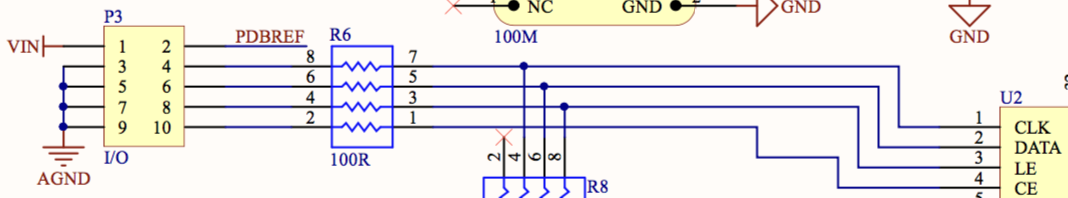 NC GND GND
P3
R6 100M GND
VIN 1 2 PDBREF
3 4 8 7
5 6 6 5
7 8 4 3
9 10 2 1
U2
1 CLK
2 DATA
3 LE
4 CE
I/O 100R
AGND
2 4 6 8
R8